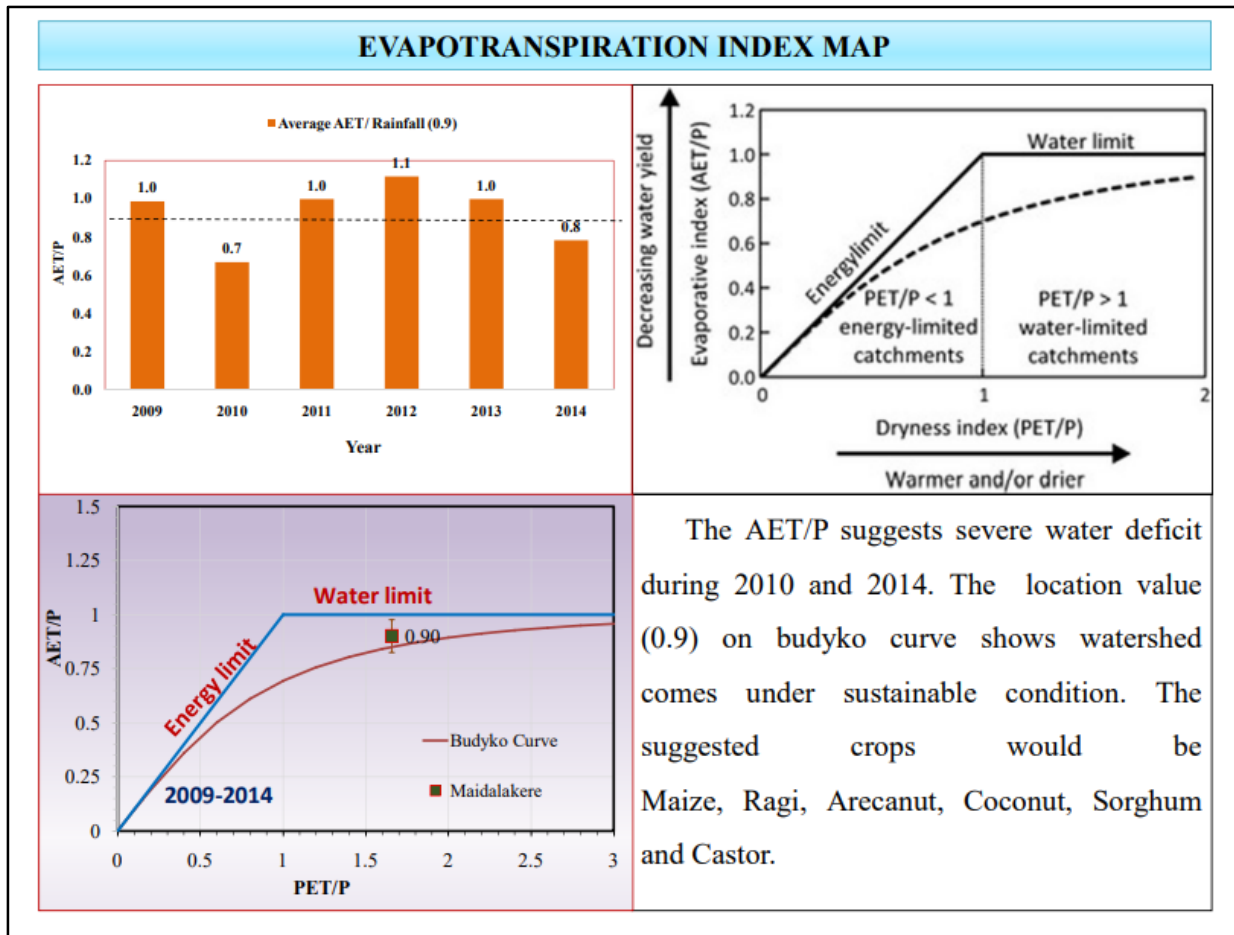 EVAPOTRANSPIRATION INDEX MAP
Average AET/ Rainfall (0.9)
1.2
1.0
0.8
0.6
0.4
0.2
0.0
AET/P
1.0
0.7
1.0
1.1
1.0
0.8
2009
2010
2011
2012
2013
2014
Year
Decreasing water yield
Evaporative index (AET/P)
1.2
1.0
0.8
0.6
0.4
0.2
0.0
Water limit
Energylimit
PET/P < 1
energy-limited
catchments
PET/P > 1
water-limited
catchments
0
1
2
Dryness index (PET/P)
Warmer and/or drier
1.5
1.25
1
0.75
0.5
0.25
0
AET/P
Water limit
Energy limit
0.90
Budyko Curve
Maidalakere
2009-2014
0
0.5
1
1.5
2
2.5
3
PET/P
The AET/P suggests severe water deficit
during 2010 and 2014. The location value
(0.9) on budyko curve shows watershed
comes under sustainable condition. The
suggested crops would be
Maize, Ragi, Arecanut, Coconut, Sorghum
and Castor.